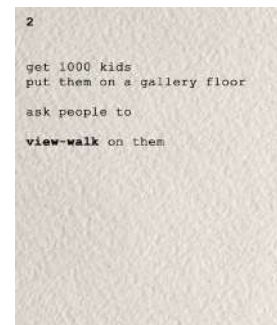 2
get 1000 kids
put them on a gallery floor
ask people to
view-walk on them